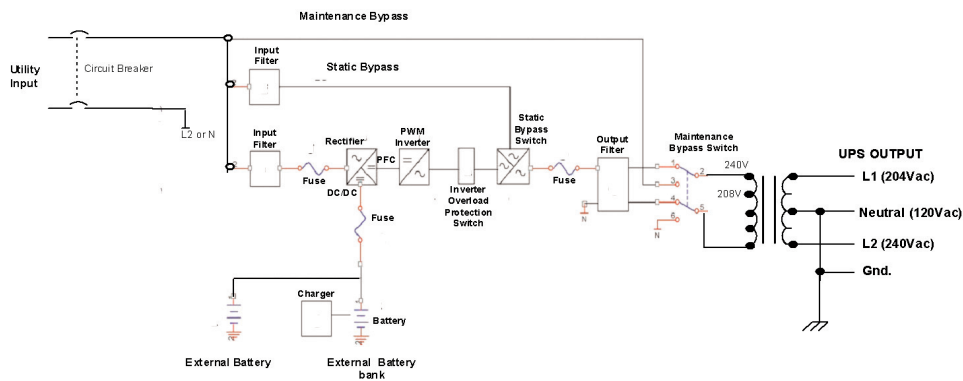 Maintenance Bypass
Utility
Input
Circuit Breaker
L2 or N
Input
Filter
Static Bypass
Input
Filter
Fuse
Rectifier
PFC
DC/DC
PWM
Inverter
Inverter
Overload
Protection
Switch
Static
Bypass
Switch
Fuse
Output
Filter
N
Maintenance
Bypass Switch
1
2
3
4
5
6
N
240V
208V
UPS OUTPUT
L1 (204Vac)
Neutral (120Vac)
L2 (240Vac)
Gnd.
Fuse
Charger
Battery
External Battery
External Battery
bank